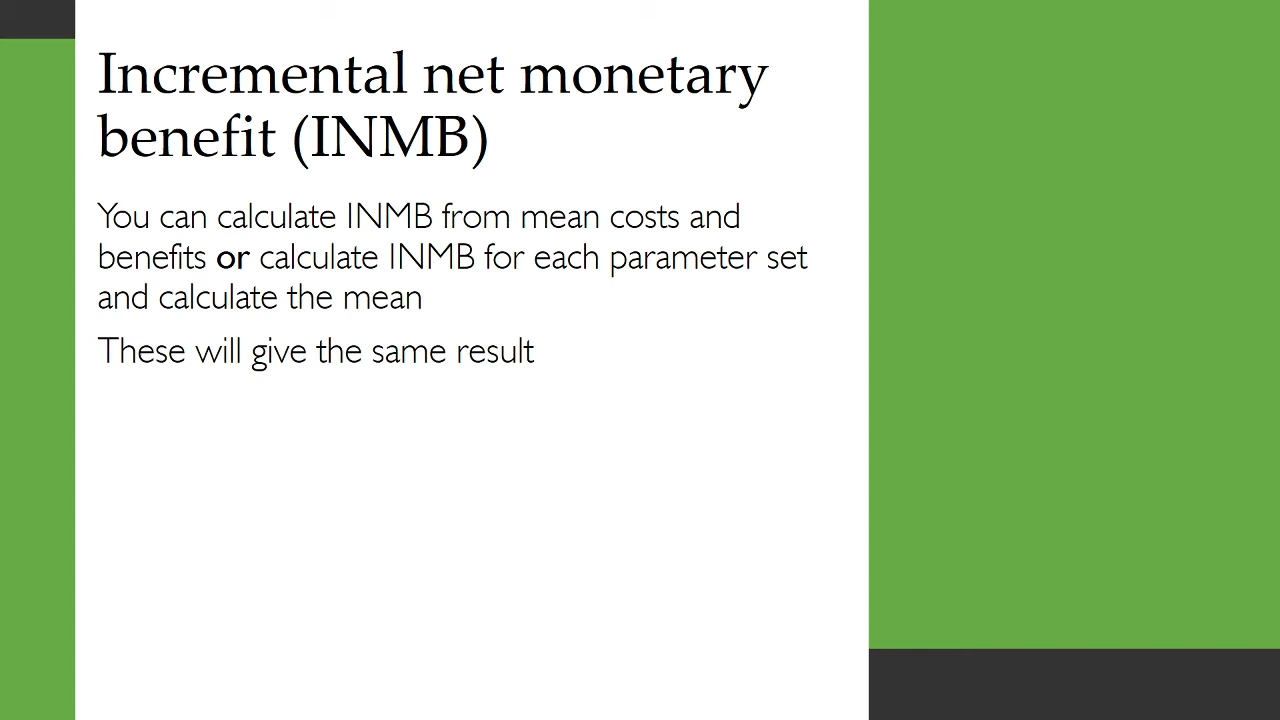 Incremental net monetary
benefit (INMB)
You can calculate INMB from mean costs and
benefits or calculate INMB for each parameter set
and calculate the mean
These will give the same result